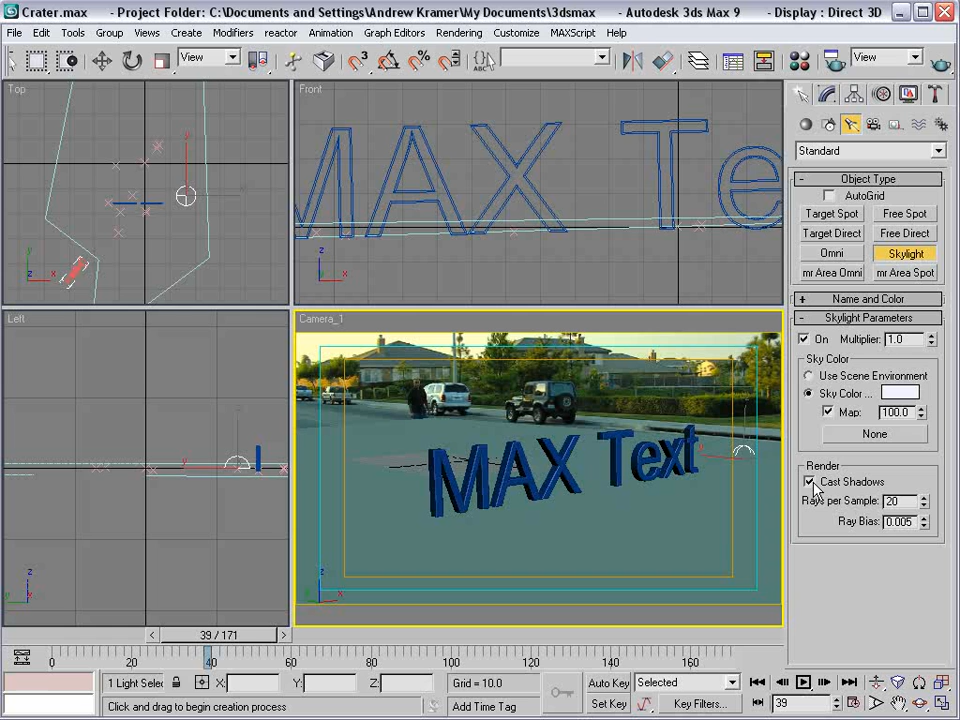 Crater.max - Project Folder: C:\Documents and Settings\Andrew Kramer\My Documents\3dsmax - Autodesk 3ds Max 9 - Display : Direct 3D
File Edit Tools Group Views Create Modifiers reactor Animation Graph Editors Rendering Customize MAXScript Help
View
View
Top
Front
Left
Camera_1
MAX Te
MAX Text
Standard
Object Type
AutoGrid
Target Spot Free Spot
Target Direct Free Direct
Omni Skylight
mr Area Omni mr Area Spot
Name and Color
Skylight Parameters
On Multiplier: 1.0
Sky Color
Use Scene Environment
Sky Color ...
Map: 100.0
None
Render
Cast Shadows
Rays per Sample: 20
Ray Bias: 0.005
39 / 171
0 20 40 60 80 100 120 140 160
1 Light Selec X: Y: Z: Grid = 10.0 Auto Key Selected
Click and drag to begin creation process Add Time Tag Set Key Key Filters... 39